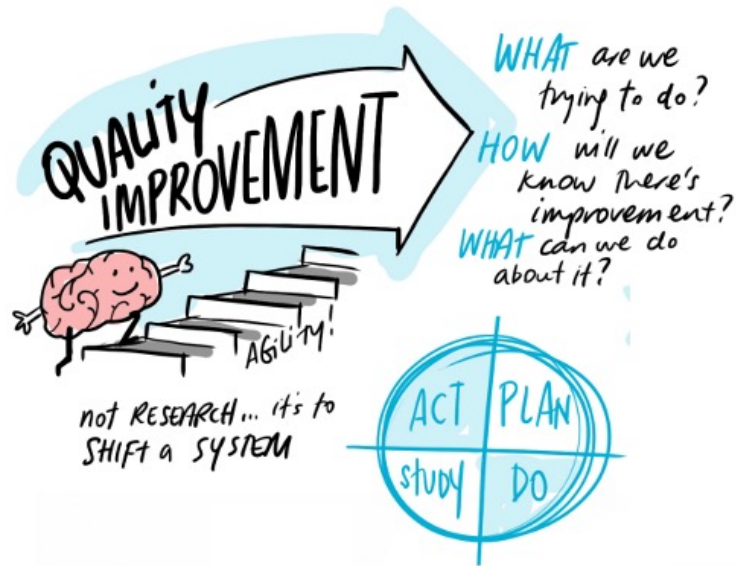 QUALITY
IMPROVEMENT
WHAT are we
trying to do?
HOW will we
know there's
improvement?
WHAT can we do
about it?
AGILITY!
not RESEARCH... it's to
SHIFT a SYSTEM
ACT PLAN
STUDY DO